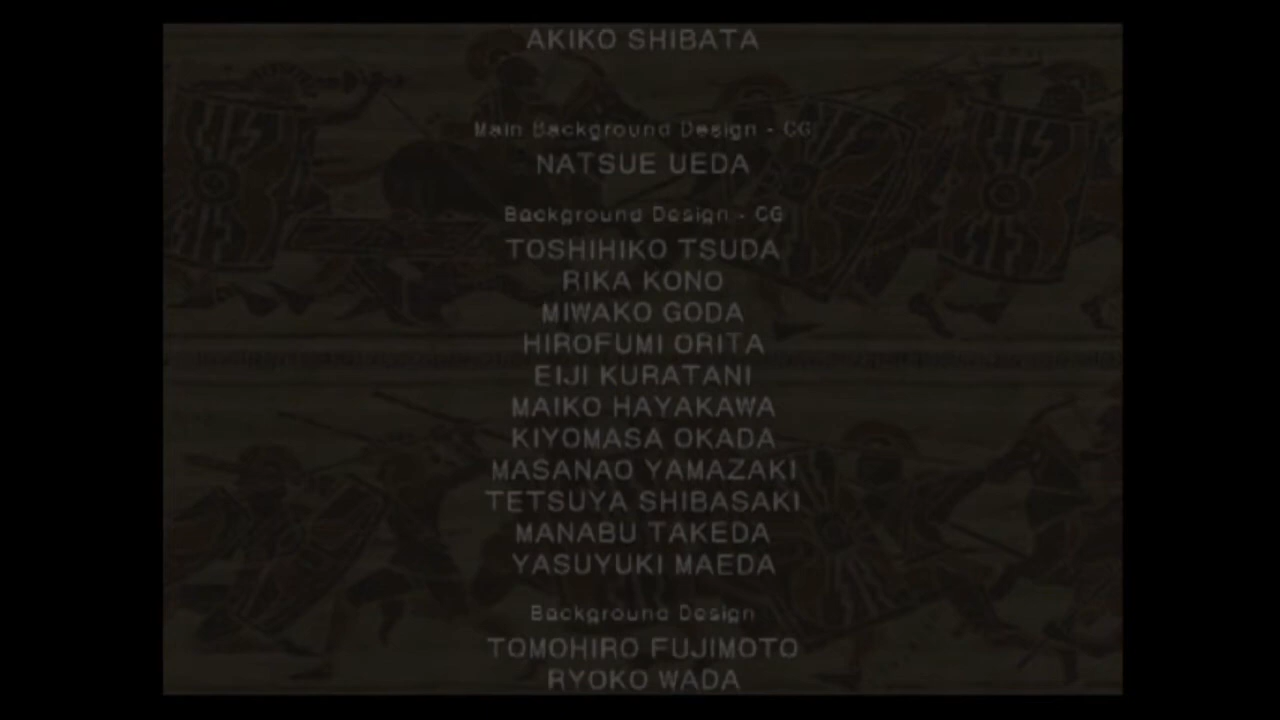 AKIKO SHIBATA
Main Background Design - CG
NATSUE UEDA
Background Design - CG
TOSHIHIKO TSUDA
RIKA KONO
MIWAKO GODA
HIROFUMI ORITA
EIJI KURATANI
MAIKO HAYAKAWA
KIYOMASA OKADA
MASANAO YAMAZAKI
TETSUYA SHIBASAKI
MANABU TAKEDA
YASUYUKI MAEDA
Background Design
TOMOHIRO FUJIMOTO
RYOKO WADA